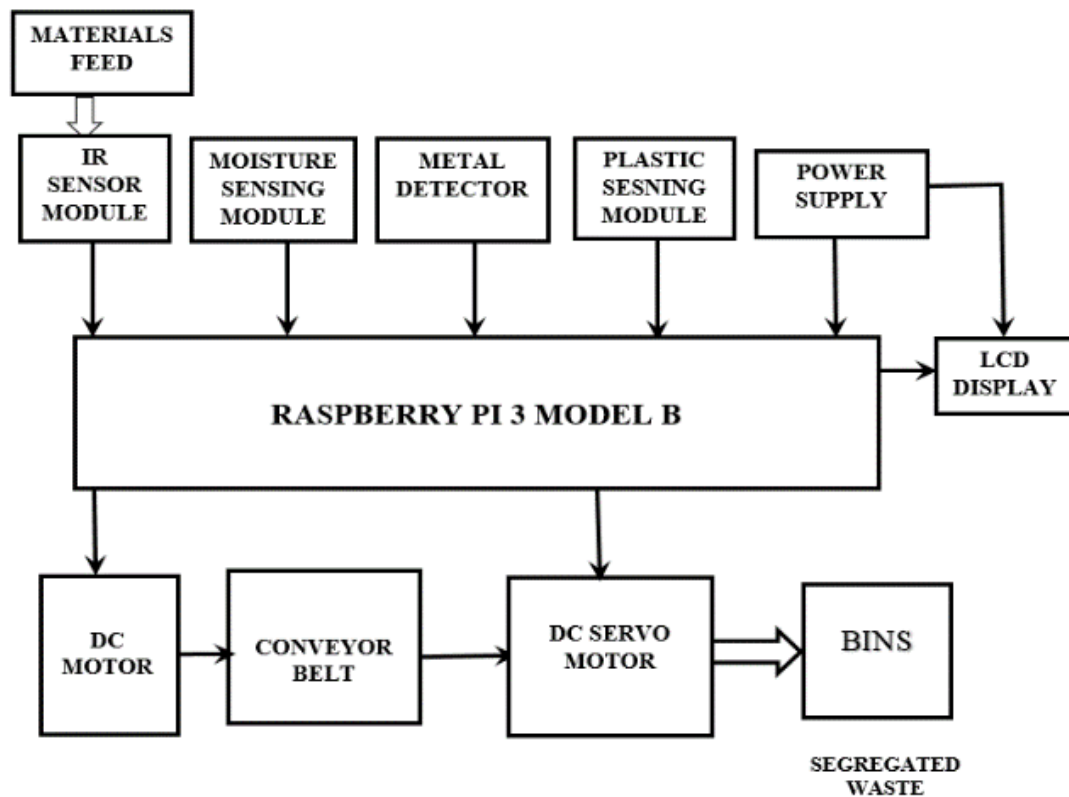 MATERIALS
FEED
IR
SENSOR
MODULE
MOISTURE
SENSING
MODULE
METAL
DETECTOR
PLASTIC
SESNING
MODULE
POWER
SUPPLY
LCD
DISPLAY
RASPBERRY PI 3 MODEL B
DC
MOTOR
CONVEYOR
BELT
DC SERVO
MOTOR
BINS
SEGREGATED
WASTE